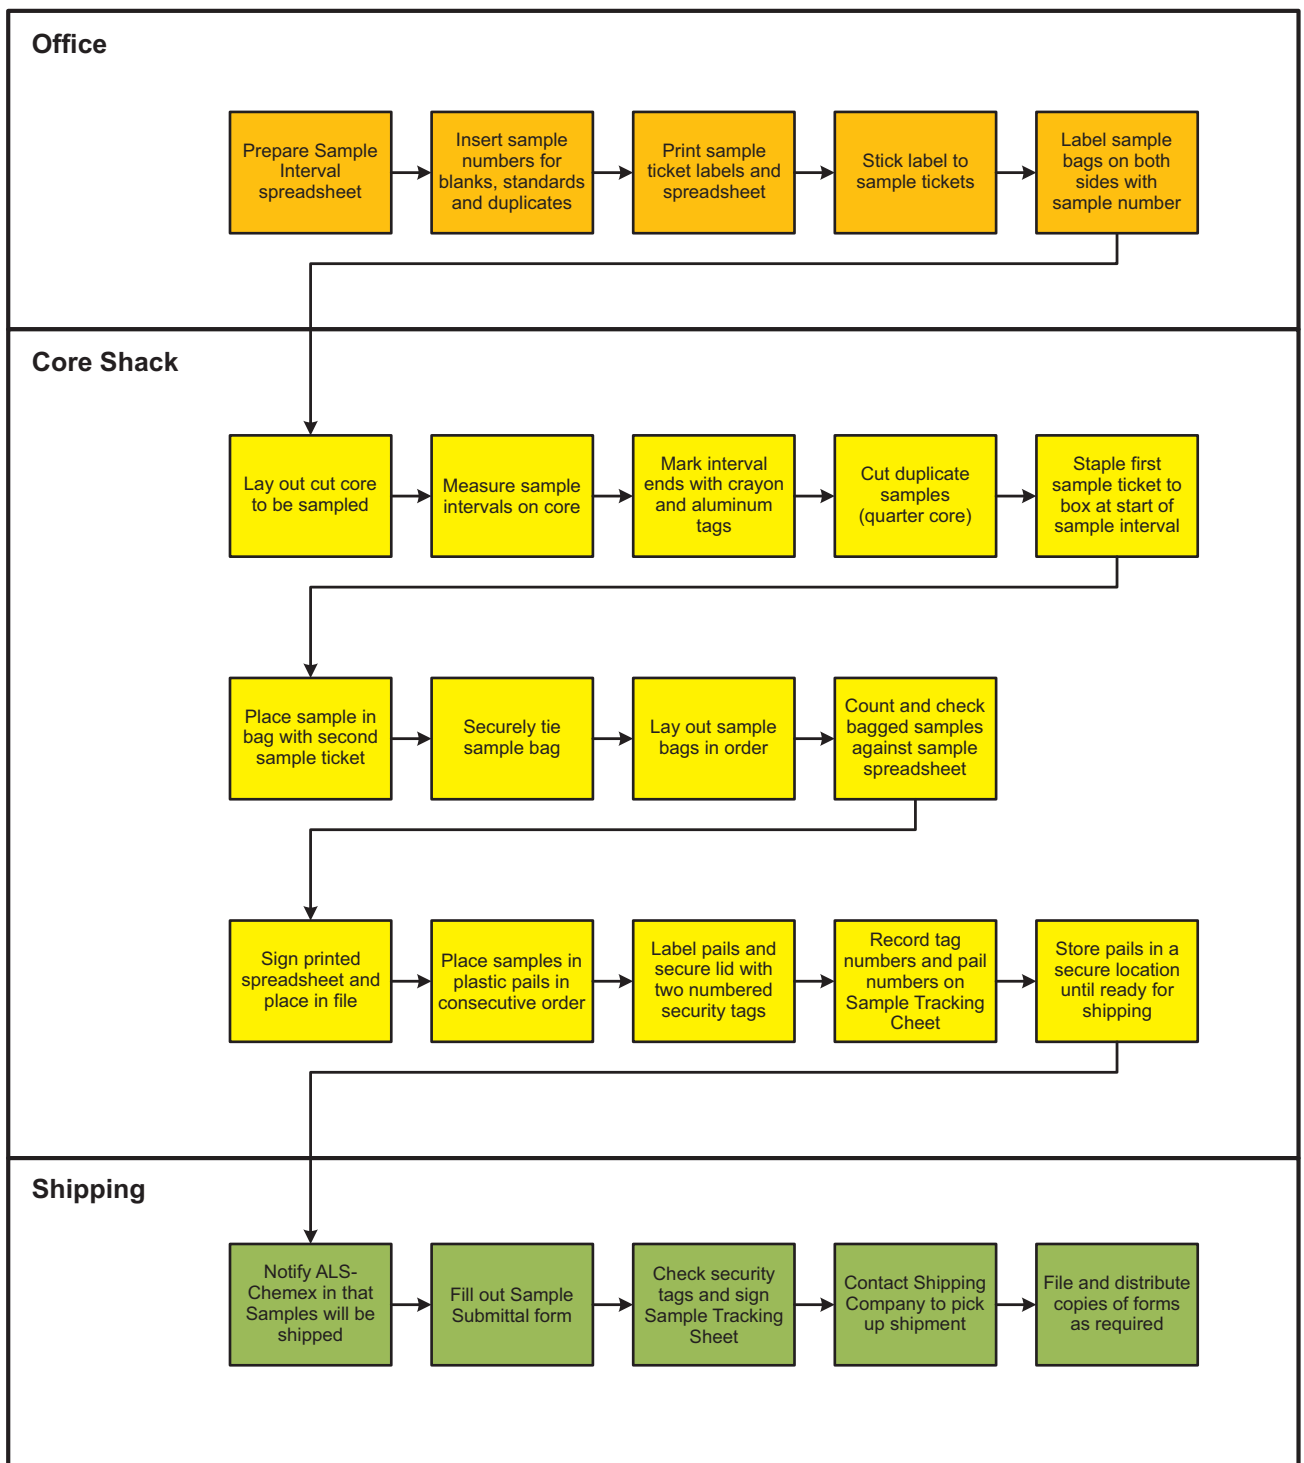 Office
Prepare Sample
Interval
spreadsheet
Insert sample
numbers for
blanks, standards
and duplicates
Print sample
ticket labels and
spreadsheet
Stick label to
sample tickets
Label sample
bags on both
sides with
sample number
Core Shack
Lay out cut core
to be sampled
Measure sample
intervals on core
Mark interval
ends with crayon
and aluminum
tags
Cut duplicate
samples
(quarter core)
Staple first
sample ticket to
box at start of
sample interval
Place sample in
bag with second
sample ticket
Securely tie
sample bag
Lay out sample
bags in order
Count and check
bagged samples
against sample
spreadsheet
Sign printed
spreadsheet and
place in file
Place samples in
plastic pails in
consecutive order
Label pails and
secure lid with
two numbered
security tags
Record tag
numbers and pail
numbers on
Sample Tracking
Cheet
Store pails in a
secure location
until ready for
shipping
Shipping
Notify ALS-
Chemex in that
Samples will be
shipped
Fill out Sample
Submittal form
Check security
tags and sign
Sample Tracking
Sheet
Contact Shipping
Company to pick
up shipment
File and distribute
copies of forms
as required